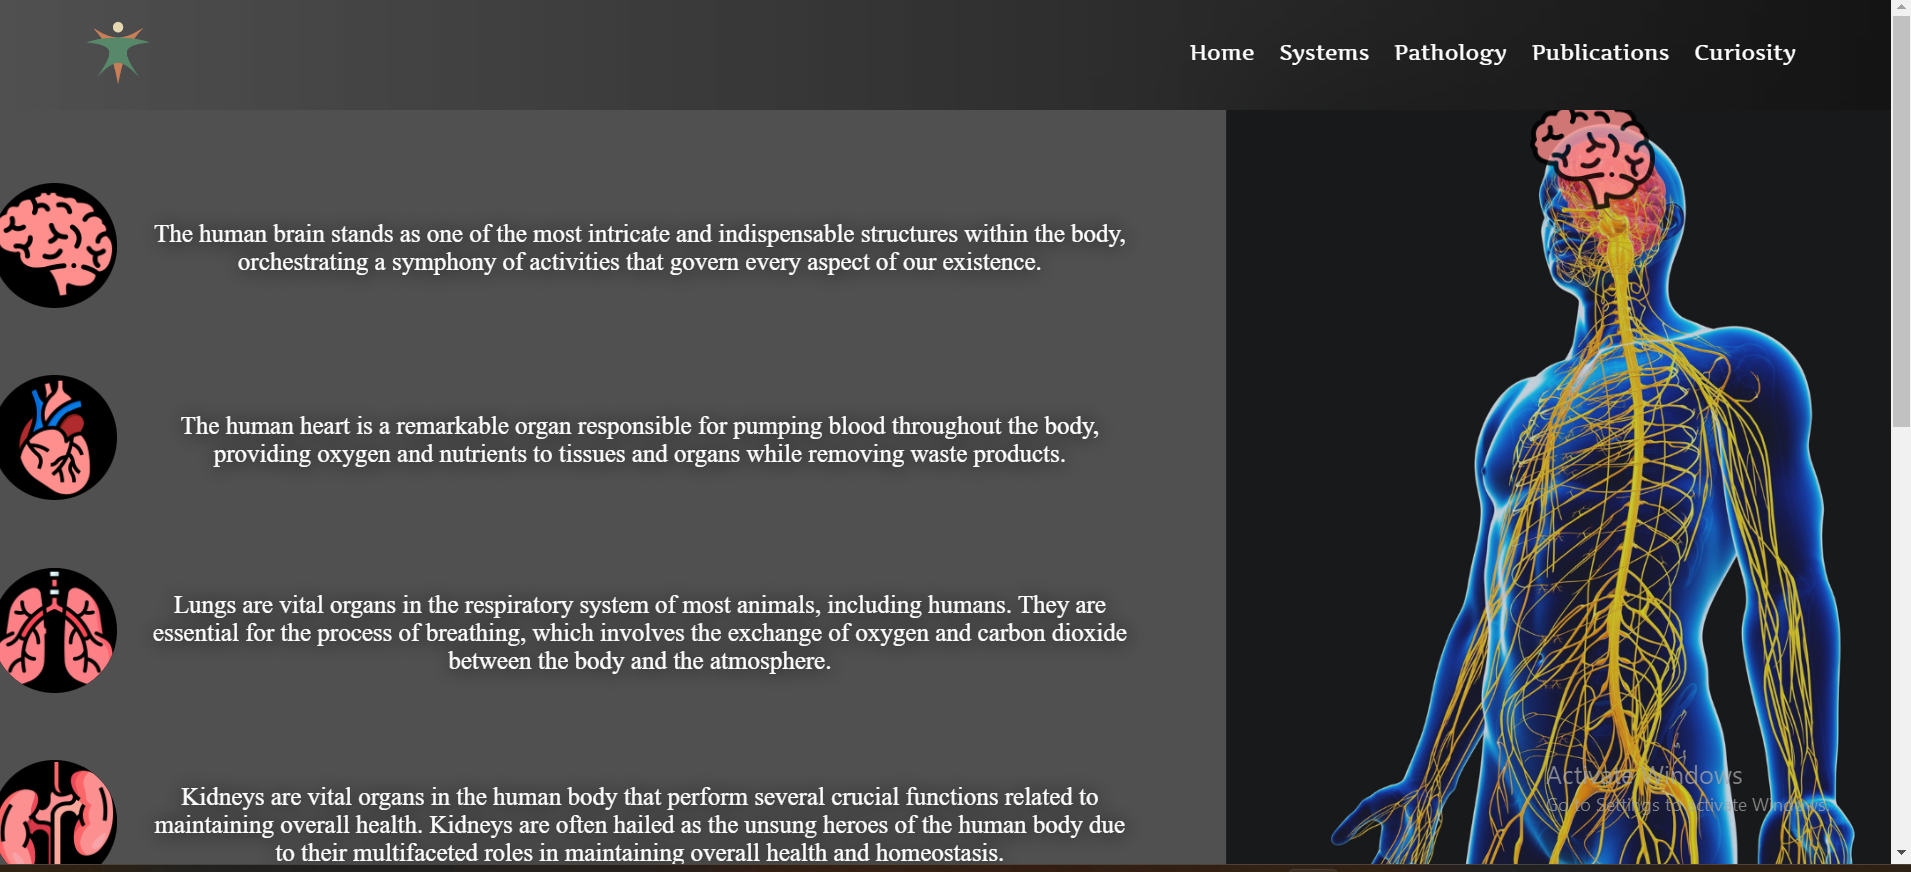 Home Systems Pathology Publications Curiosity
The human brain stands as one of the most intricate and indispensable structures within the body,
orchestrating a symphony of activities that govern every aspect of our existence.
The human heart is a remarkable organ responsible for pumping blood throughout the body,
providing oxygen and nutrients to tissues and organs while removing waste products.
Lungs are vital organs in the respiratory system of most animals, including humans. They are
essential for the process of breathing, which involves the exchange of oxygen and carbon dioxide
between the body and the atmosphere.
Kidneys are vital organs in the human body that perform several crucial functions related to
maintaining overall health. Kidneys are often hailed as the unsung heroes of the human body due
to their multifaceted roles in maintaining overall health and homeostasis.
Activate Windows
Go to Settings to activate Windows.